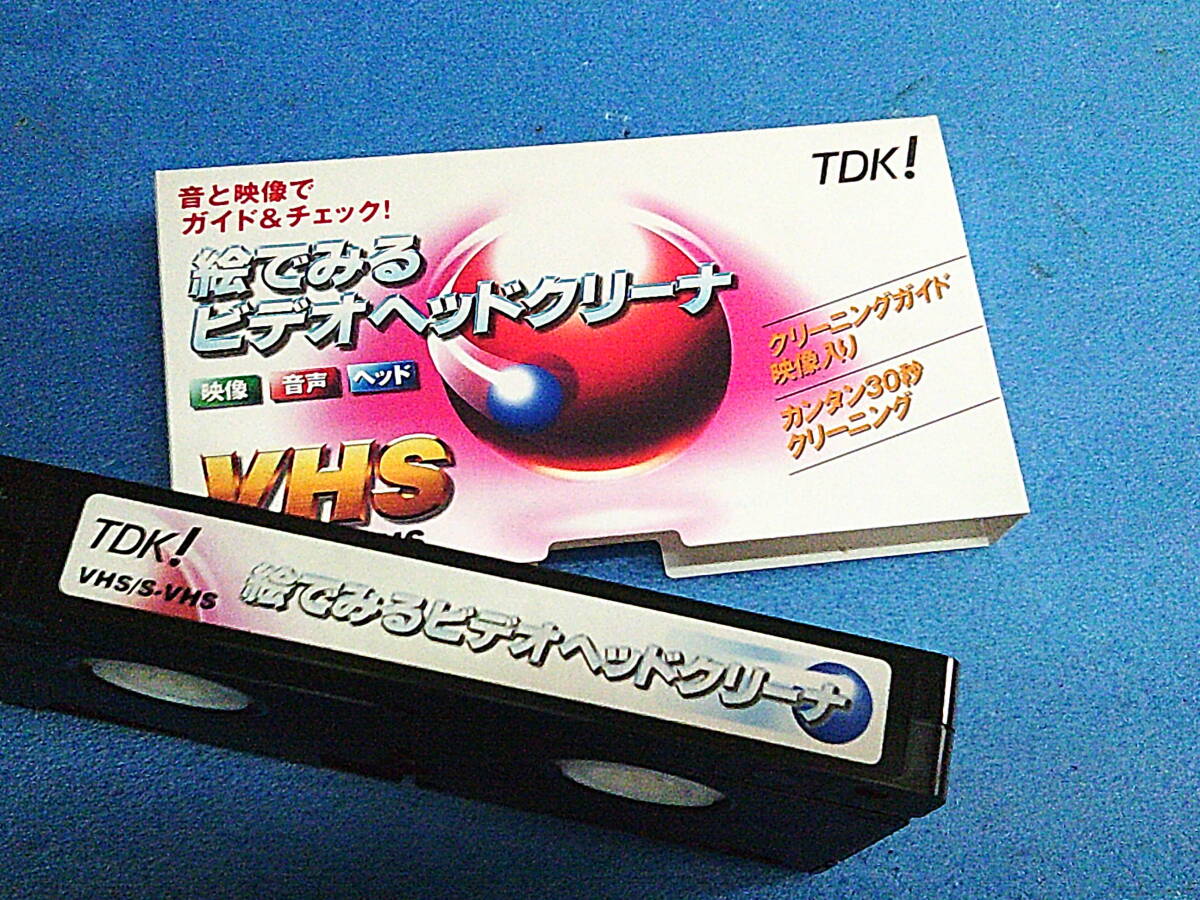 TDK!
音と映像で
ガイド&チェック!
絵でみる
ビデオヘッドクリーナ
映像 音声 ヘッド
VHS
クリーニングガイド
映像入り
カンタン30秒
クリーニング
TDK!
VHS/S-VHS
絵でみるビデオヘッドクリーナ